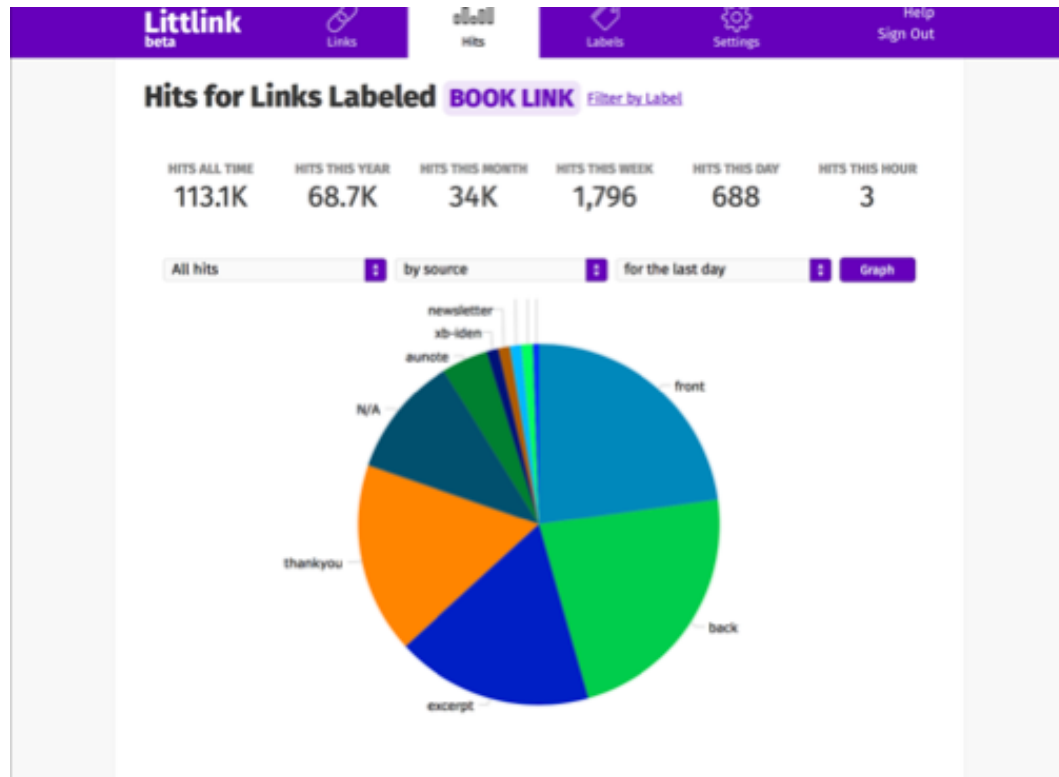 Littlink
beta
Links
Hits
Labels
Settings
Help
Sign Out
Hits for Links Labeled BOOK LINK Filter by Label
HITS ALL TIME HITS THIS YEAR HITS THIS MONTH HITS THIS WEEK HITS THIS DAY HITS THIS HOUR
113.1K 68.7K 34K 1,796 688 3
All hits by source for the last day Graph
newsletter
xb-iden
aunote
front
N/A
thankyou
back
excerpt